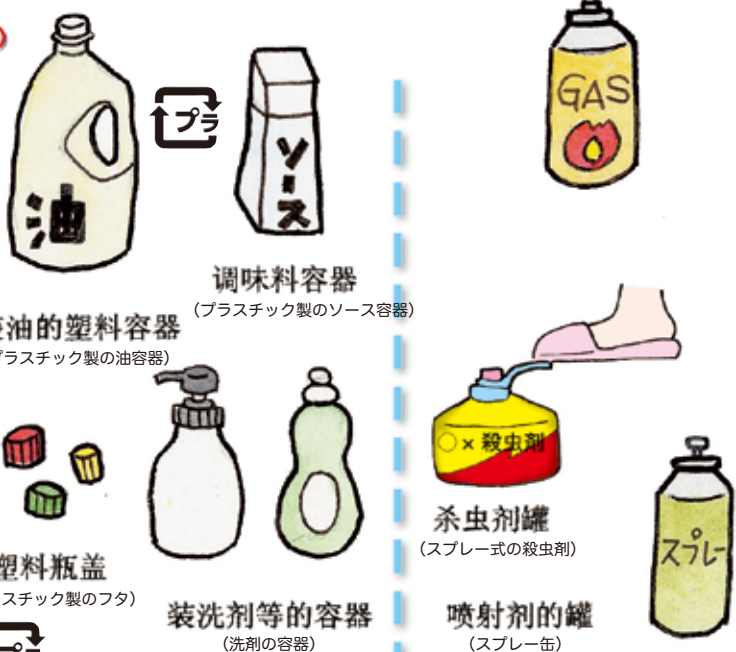 油
プラ
ソース
调味料容器
（プラスチック製のソース容器）
油的塑料容器
ラスチック製の油容器）
塑料瓶盖
スチック製のフタ）
装洗剂等的容器
（洗剤の容器）
GAS
○×殺虫剤
杀虫剂罐
（スプレー式の殺虫剤）
スプレー
喷射剂的罐
（スプレー缶）